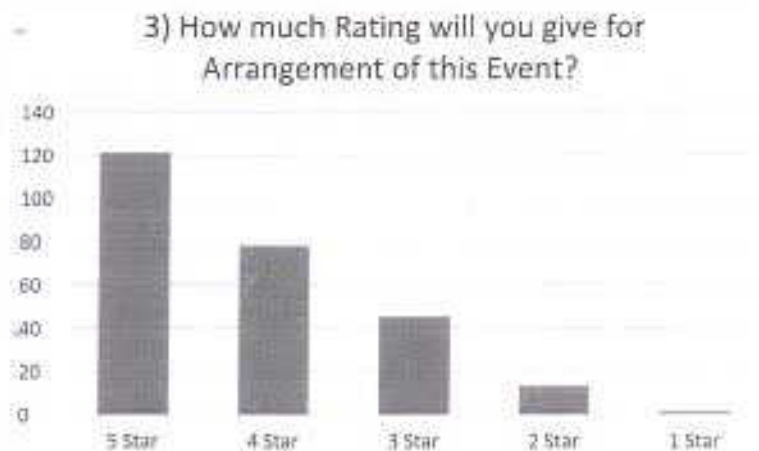 3) How much Rating will you give for
Arrangement of this Event?
140
120
100
80
60
40
20
0
5 Star
4 Star
3 Star
2 Star
1 Star